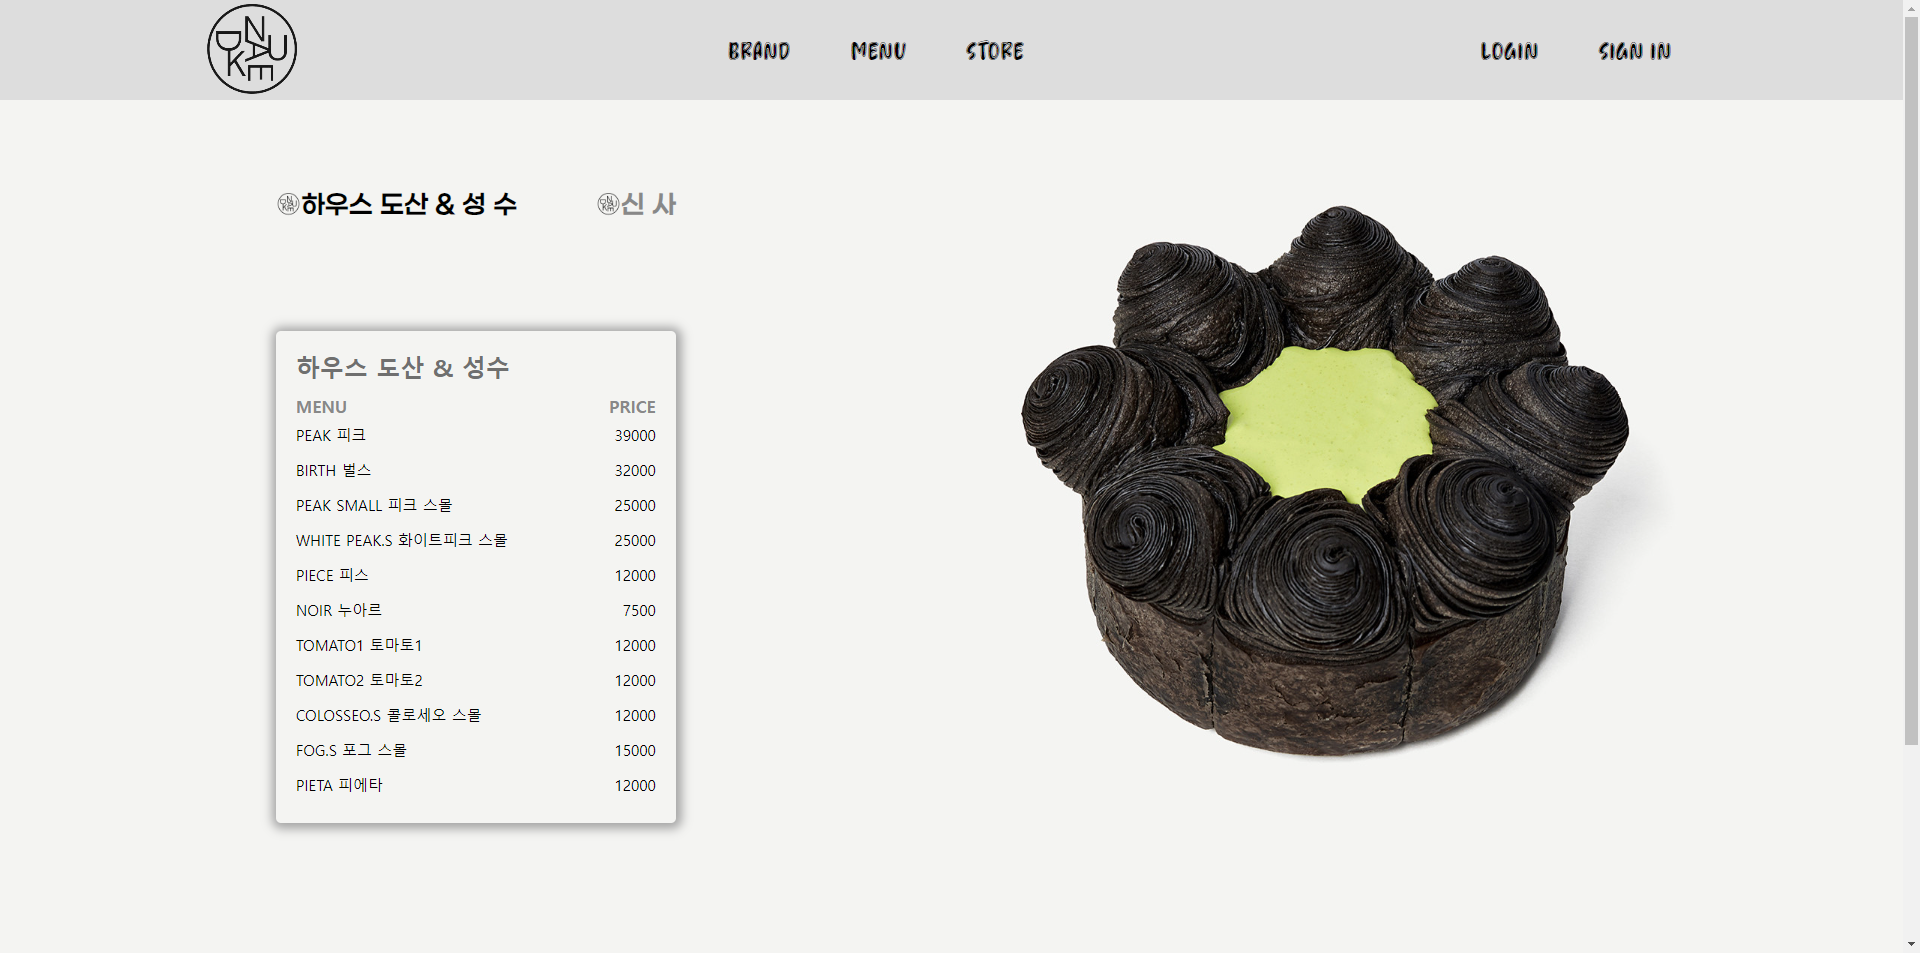 NUDAKE
BRAND MENU STORE LOGIN SIGN IN
하우스 도산 & 성 수 신 사
하우스 도산 & 성수
MENU PRICE
PEAK 피크 39000
BIRTH 벌스 32000
PEAK SMALL 피크 스몰 25000
WHITE PEAK.S 화이트피크 스몰 25000
PIECE 피스 12000
NOIR 누아르 7500
TOMATO1 토마토1 12000
TOMATO2 토마토2 12000
COLOSSEO.S 콜로세오 스몰 12000
FOG.S 포그 스몰 15000
PIETA 피에타 12000